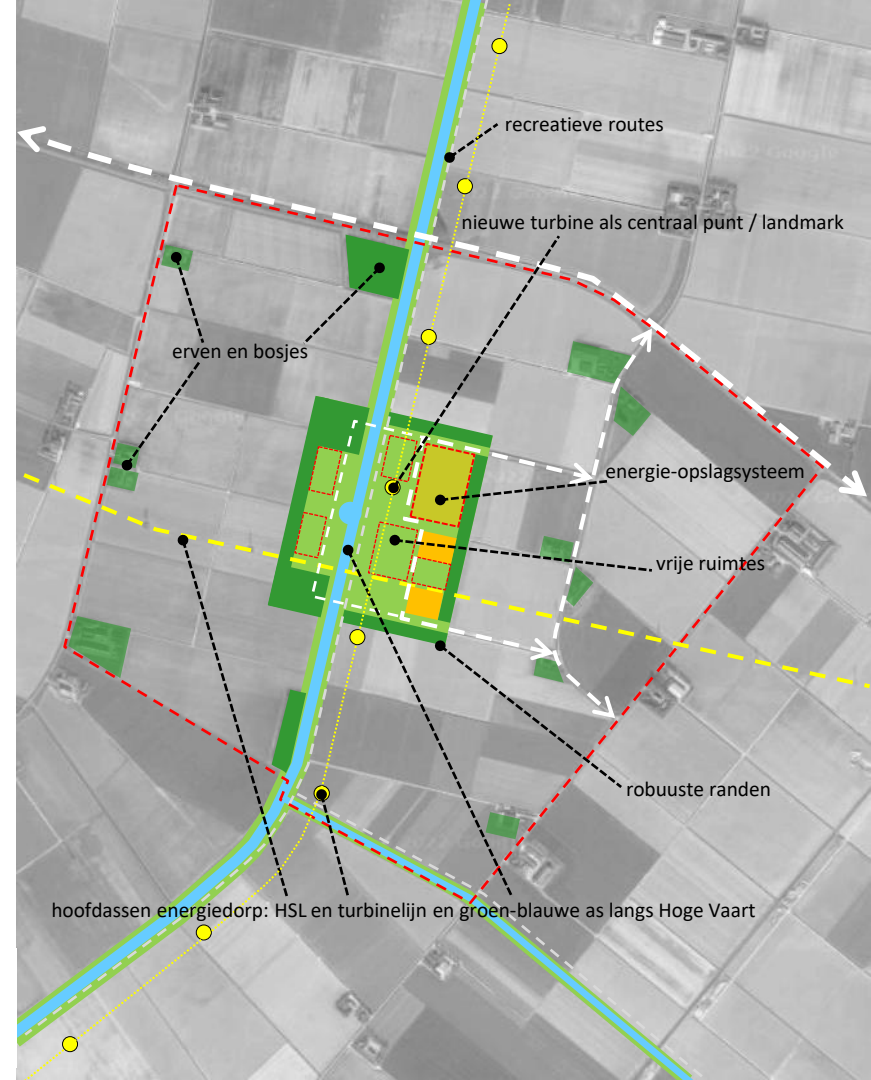 recreatieve routes
nieuwe turbine als centraal punt / landmark
erven en bosjes
energie-opslagsysteem
vrije ruimtes
robuuste randen
hoofdassen energiedorp: HSL en turbinelijn en groen-blauwe as langs Hoge Vaart